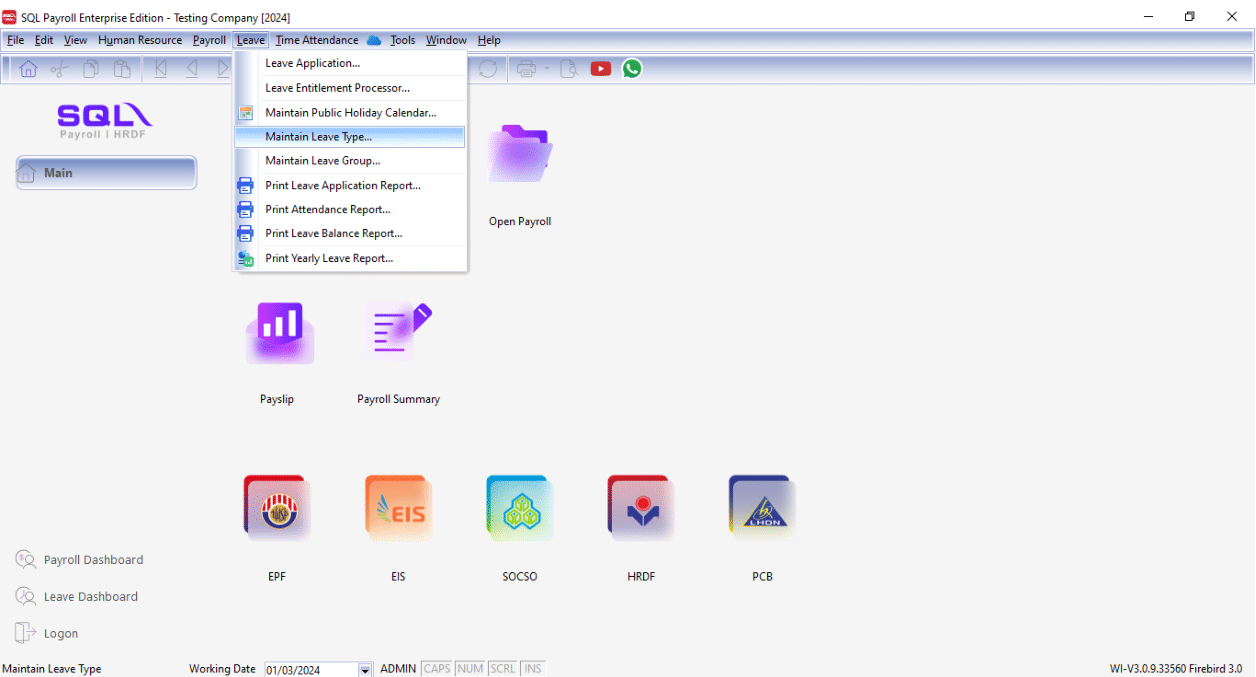 SQL Payroll Enterprise Edition - Testing Company [2024]
File Edit View Human Resource Payroll Leave Time Attendance Tools Window Help
Leave Application...
Leave Entitlement Processor...
Maintain Public Holiday Calendar...
Maintain Leave Type...
Maintain Leave Group...
Print Leave Application Report...
Print Attendance Report...
Print Leave Balance Report...
Print Yearly Leave Report...
SQL
Payroll | HRDF
Main
Open Payroll
Payslip
Payroll Summary
EIS
LHDN
EPF
EIS
SOCSO
HRDF
PCB
Payroll Dashboard
Leave Dashboard
Logon
Maintain Leave Type Working Date 01/03/2024 ADMIN CAPS NUM SCRL INS WI-V3.0.9.33560 Firebird 3.0